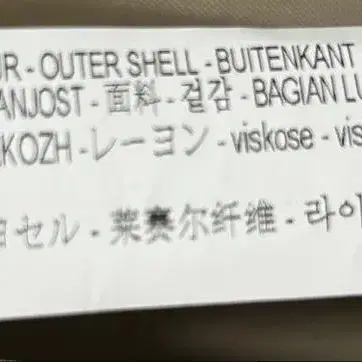 UR - OUTER SHELL - BUITENKANT
ANJOST - 面料 - 겉감 - BAGIAN LU
KOZH - レーヨン - viskose - vis
ヨセル - 莱赛尔纤维 - 라이